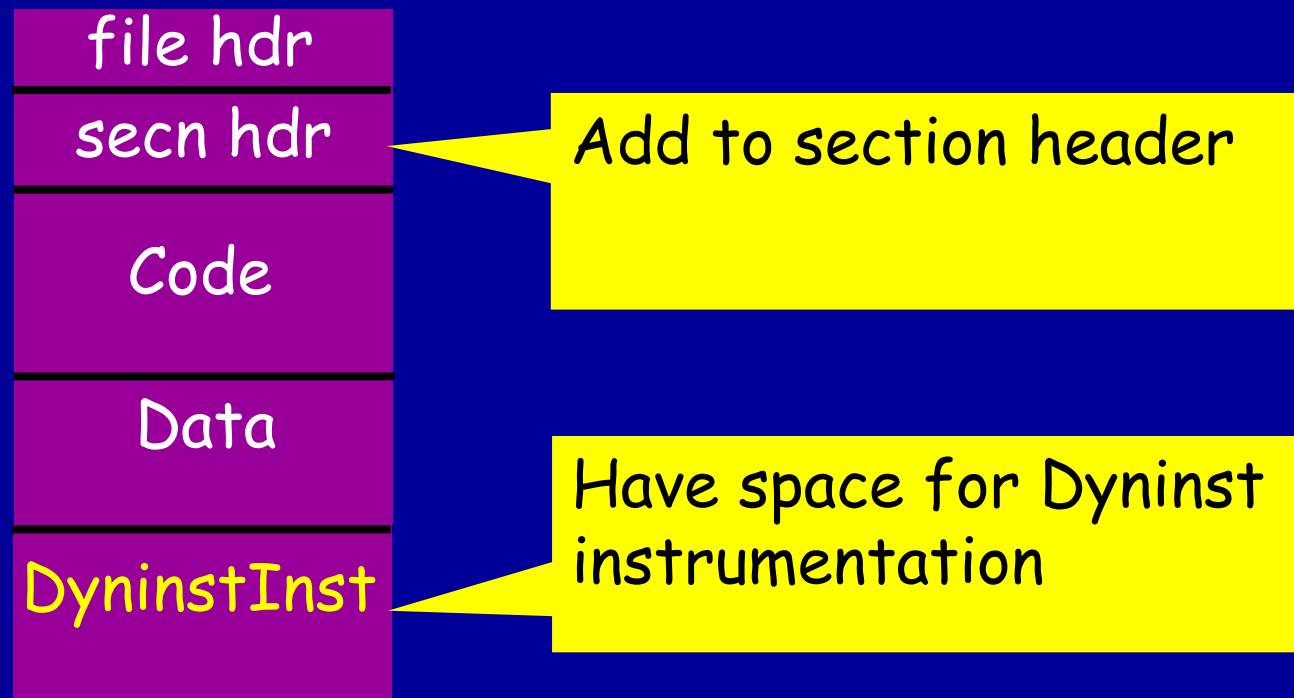 file hdr
secn hdr
Add to section header
Code
Data
Have space for Dyninst
instrumentation
DyninstInst